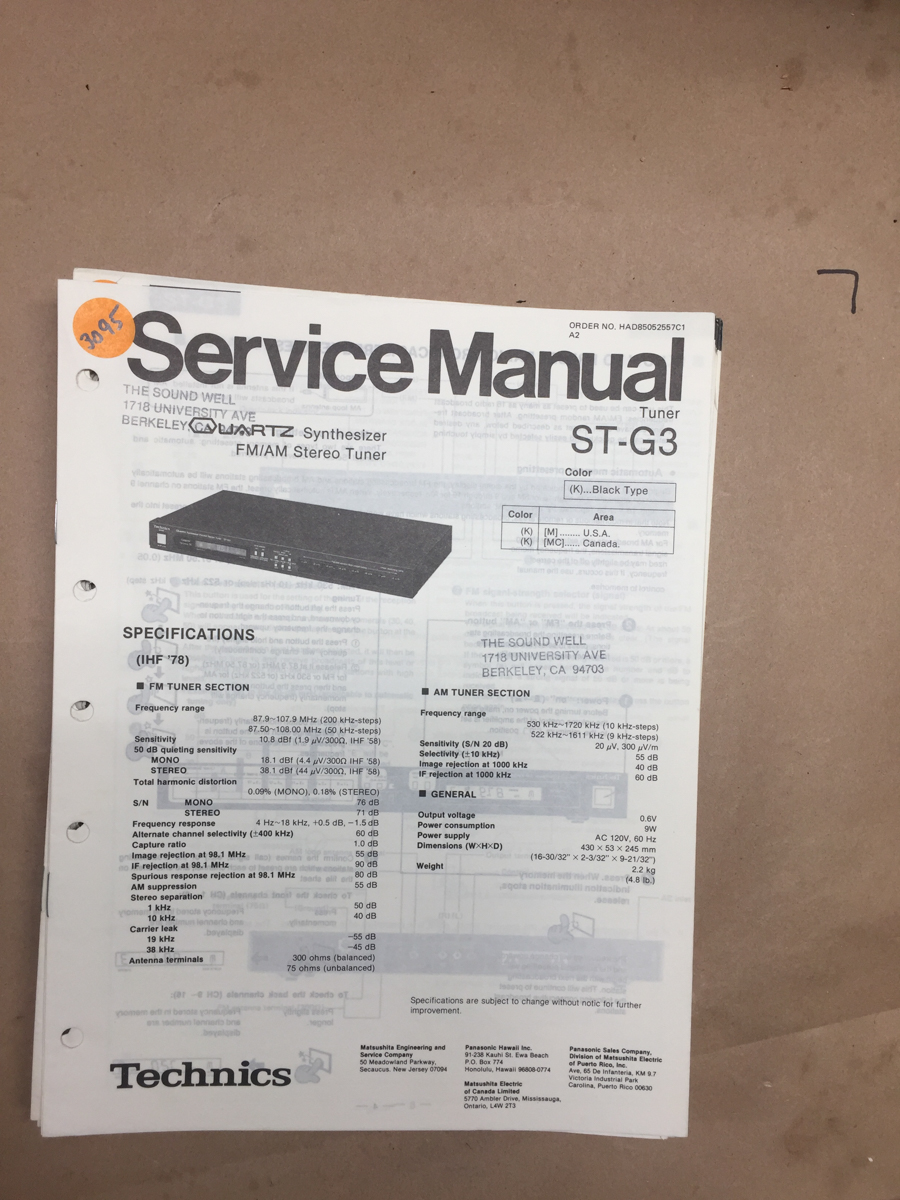 3095
Service Manual
ORDER NO. HAD85052557C1
A2
THE SOUND WELL
1718 UNIVERSITY AVE
BERKELEY, CA
QUARTZ Synthesizer
FM/AM Stereo Tuner
Tuner
ST-G3
Color
(K)...Black Type
Color Area
(K) [M]........ U.S.A.
(K) [MC]...... Canada.
SPECIFICATIONS
(IHF '78)
THE SOUND WELL
1718 UNIVERSITY AVE
BERKELEY, CA 94703
■ FM TUNER SECTION
Frequency range
87.9~107.9 MHz (200 kHz-steps)
87.50~108.00 MHz (50 kHz-steps)
Sensitivity 10.8 dBf (1.9 μV/300Ω, IHF '58)
50 dB quieting sensitivity
MONO 18.1 dBf (4.4 μV/300Ω IHF '58)
STEREO 38.1 dBf (44 μV/300Ω, IHF '58)
Total harmonic distortion
0.09% (MONO), 0.18% (STEREO)
S/N MONO 76 dB
STEREO 71 dB
Frequency response 4 Hz~18 kHz, +0.5 dB, −1.5 dB
Alternate channel selectivity (±400 kHz) 60 dB
Capture ratio 1.0 dB
Image rejection at 98.1 MHz 55 dB
IF rejection at 98.1 MHz 90 dB
Spurious response rejection at 98.1 MHz 80 dB
AM suppression 55 dB
Stereo separation
1 kHz 50 dB
10 kHz 40 dB
Carrier leak
19 kHz −55 dB
38 kHz −45 dB
Antenna terminals 300 ohms (balanced)
75 ohms (unbalanced)
■ AM TUNER SECTION
Frequency range
530 kHz~1720 kHz (10 kHz-steps)
522 kHz~1611 kHz (9 kHz-steps)
Sensitivity (S/N 20 dB) 20 μV, 300 μV/m
Selectivity (±10 kHz) 55 dB
Image rejection at 1000 kHz 40 dB
IF rejection at 1000 kHz 60 dB
■ GENERAL
Output voltage 0.6V
Power consumption 9W
Power supply AC 120V, 60 Hz
Dimensions (W×H×D) 430 × 53 × 245 mm
(16-30/32" × 2-3/32" × 9-21/32")
Weight 2.2 kg
(4.8 lb.)
Specifications are subject to change without notic for further
improvement.
Technics
Matsushita Engineering and
Service Company
50 Meadowland Parkway,
Secaucus. New Jersey 07094
Panasonic Hawaii Inc.
91-238 Kauhi St. Ewa Beach
P.O. Box 774
Honolulu, Hawaii 96808-0774
Matsushita Electric
of Canada Limited
5770 Ambler Drive, Mississauga,
Ontario, L4W 2T3
Panasonic Sales Company,
Division of Matsushita Electric
of Puerto Rico, Inc.
Ave, 65 De Infanteria, KM 9.7
Victoria Industrial Park
Carolina, Puerto Rico 00630